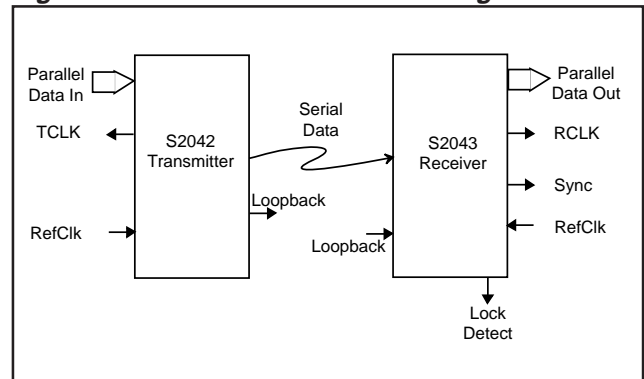 Parallel
Data In
TCLK
RefClk
S2042
Transmitter
Loopback
Serial
Data
Loopback
S2043
Receiver
Parallel
Data Out
RCLK
Sync
RefClk
Lock
Detect